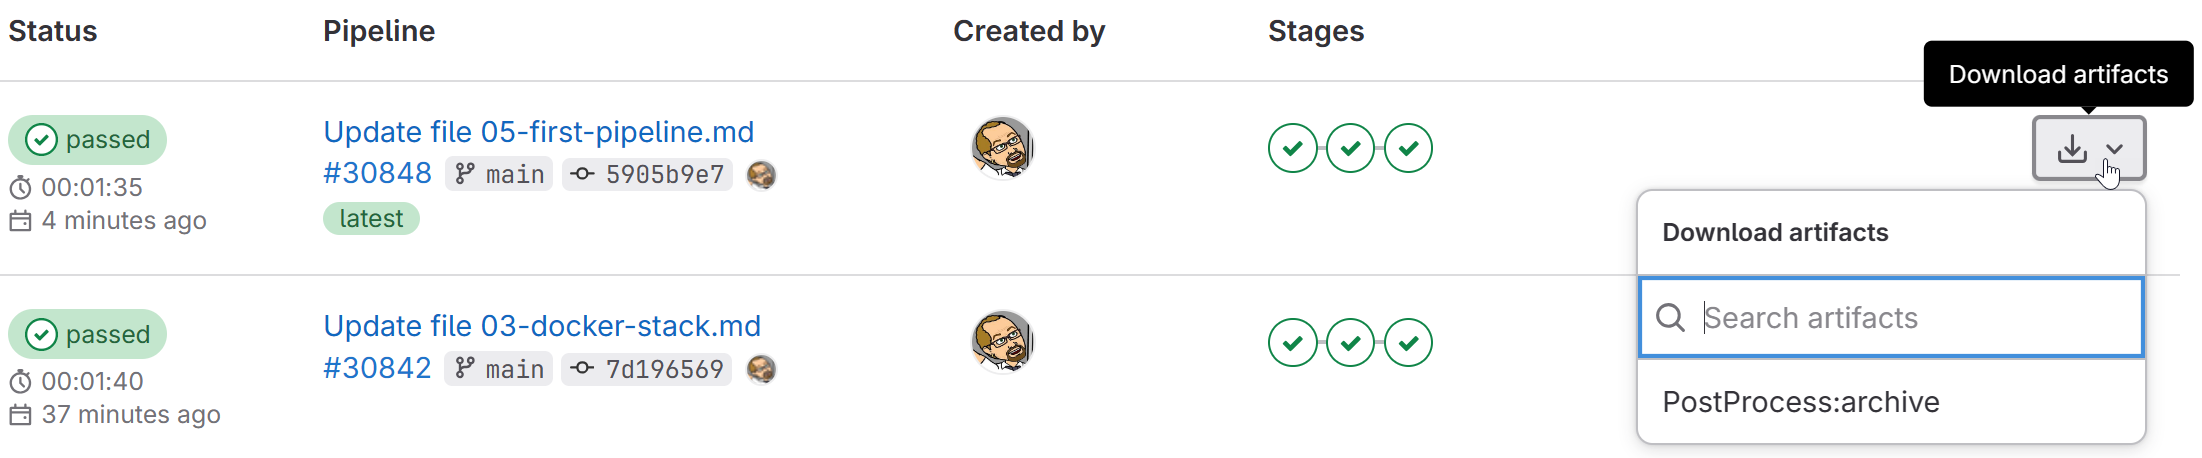 Status Pipeline Created by Stages
Download artifacts
passed
00:01:35
4 minutes ago
Update file 05-first-pipeline.md
#30848 main 5905b9e7
latest
Download artifacts
Search artifacts
PostProcess:archive
passed
00:01:40
37 minutes ago
Update file 03-docker-stack.md
#30842 main 7d196569